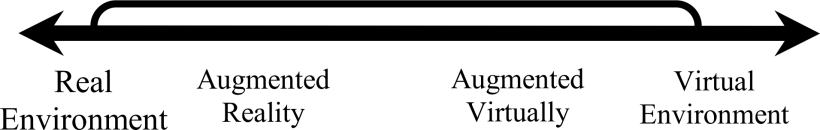 Real
Environment
Augmented
Reality
Augmented
Virtually
Virtual
Environment